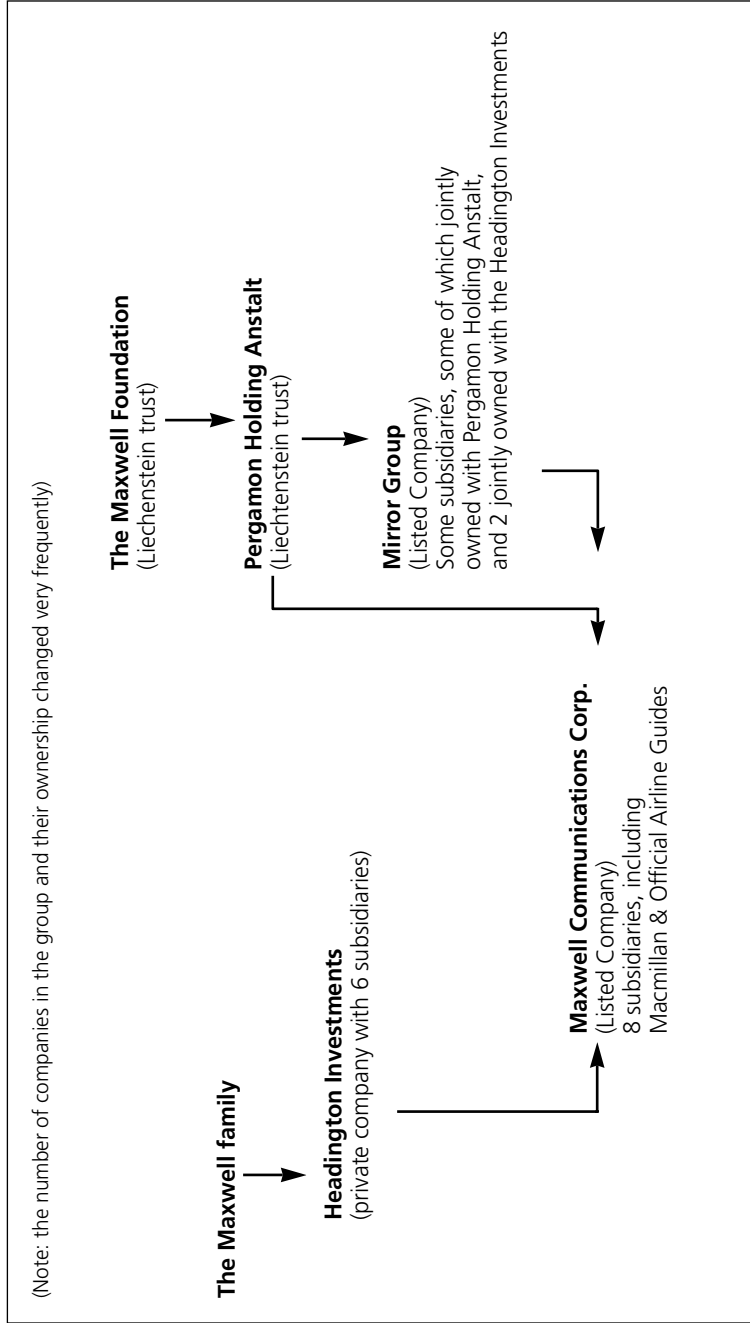 (Note: the number of companies in the group and their ownership changed very frequently)
The Maxwell family
Headington Investments
(private company with 6 subsidiaries)
The Maxwell Foundation
(Liechenstein trust)
Pergamon Holding Anstalt
(Liechtenstein trust)
Mirror Group
(Listed Company)
Some subsidiaries, some of which jointly
owned with Pergamon Holding Anstalt,
and 2 jointly owned with the Headington Investments
Maxwell Communications Corp.
(Listed Company)
8 subsidiaries, including
Macmillan & Official Airline Guides